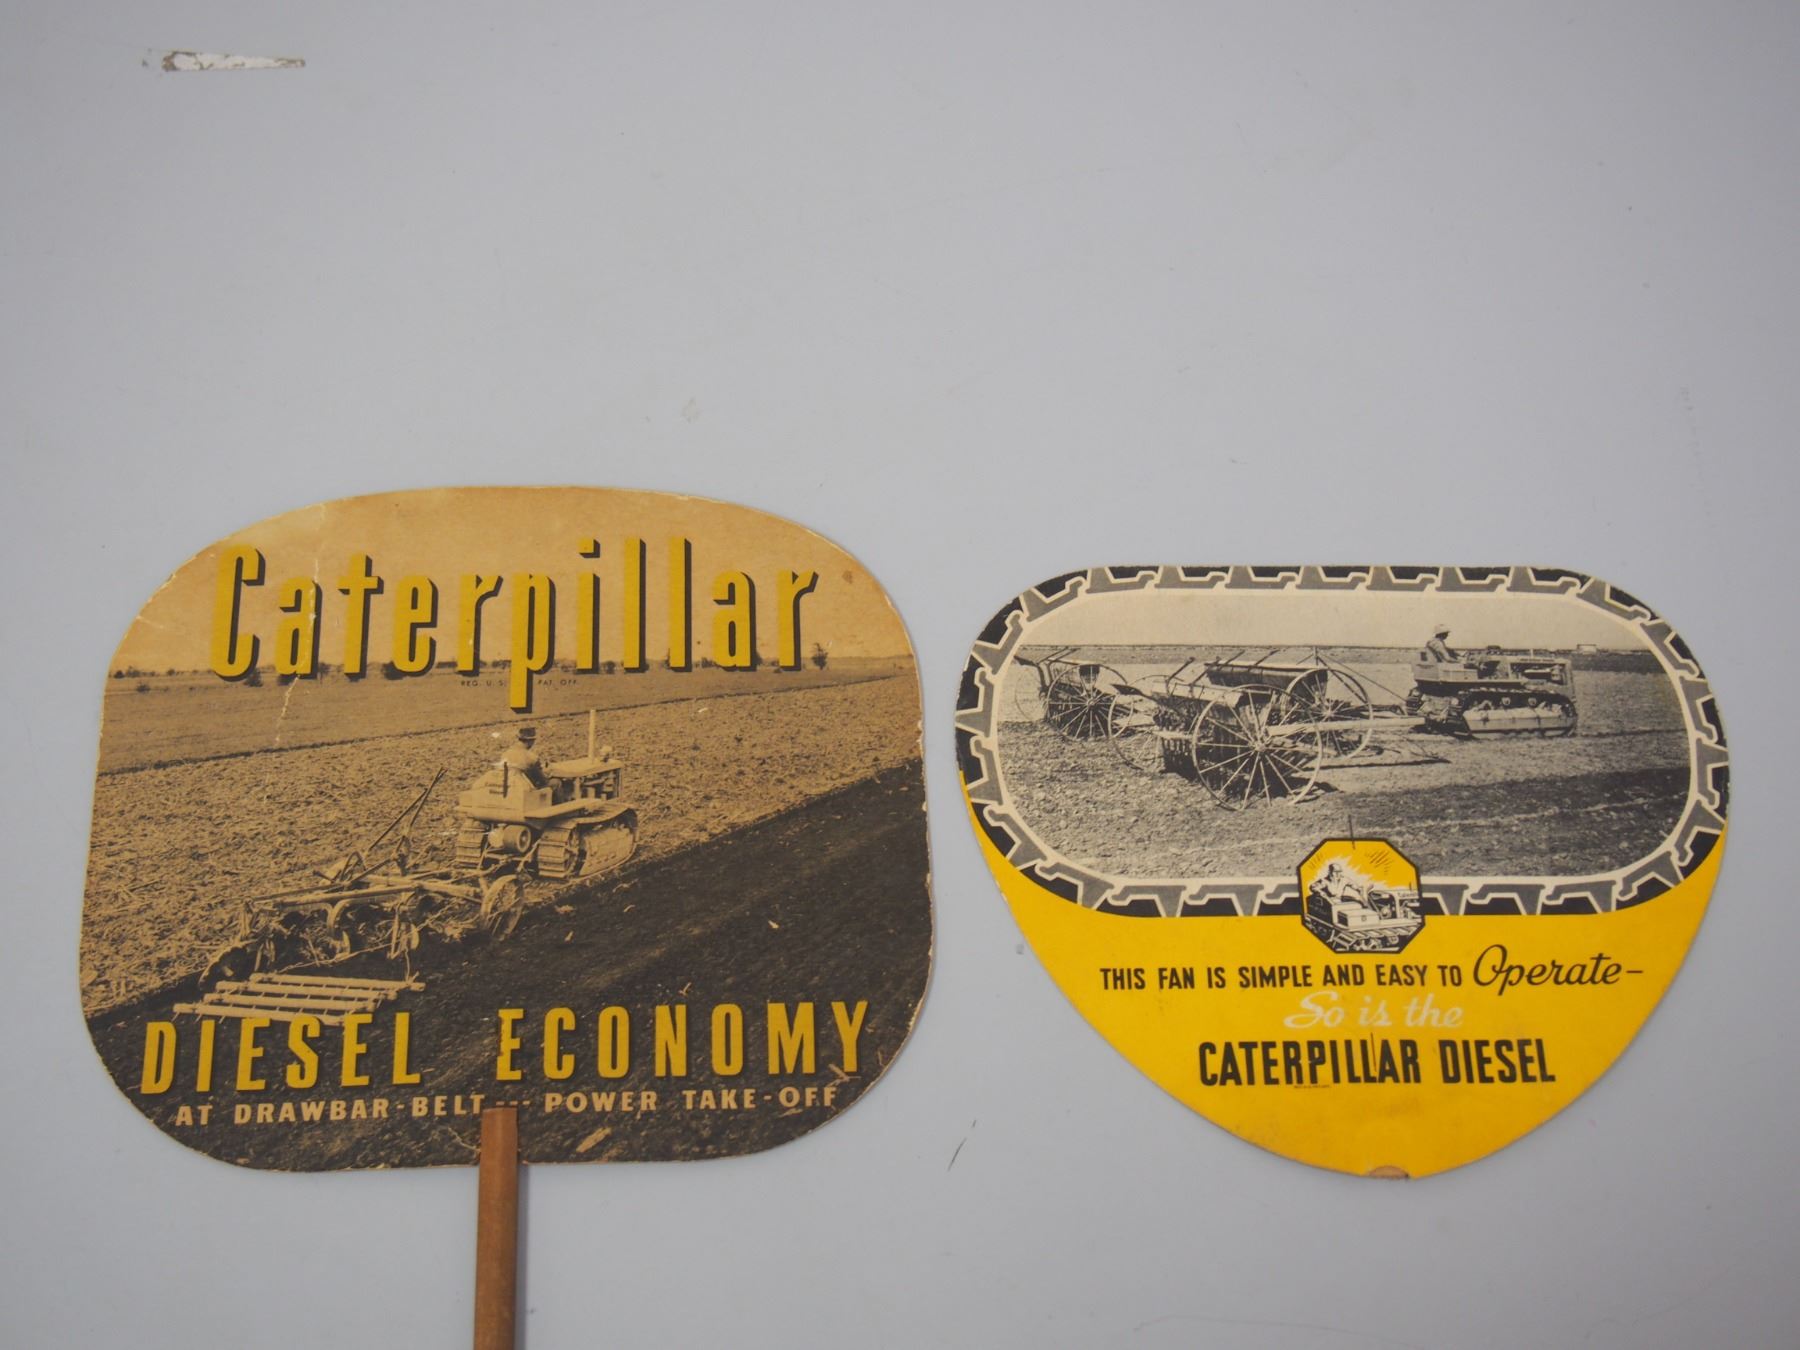 Caterpillar
REG. U.S. PAT. OFF.
DIESEL ECONOMY
AT DRAWBAR-BELT--- POWER TAKE-OFF
THIS FAN IS SIMPLE AND EASY TO Operate-
So is the
CATERPILLAR DIESEL